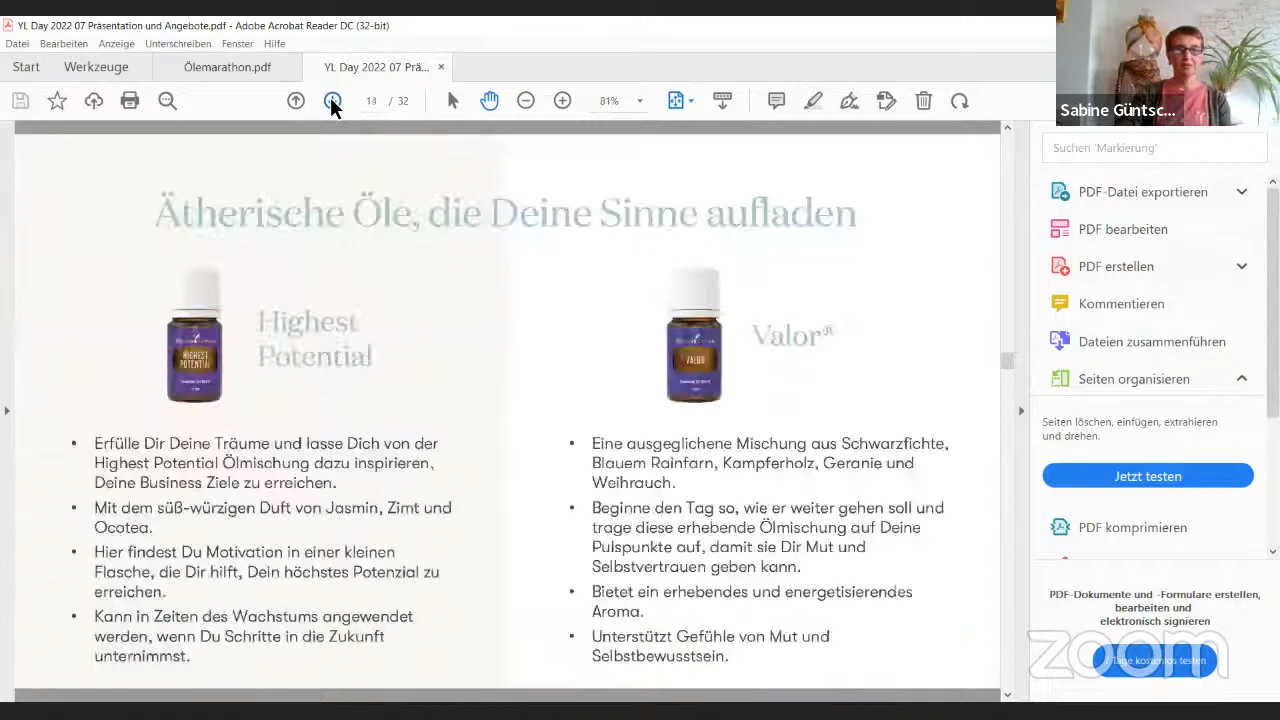 YL Day 2022 07 Präsentation und Angebote.pdf - Adobe Acrobat Reader DC (32-bit)
Datei Bearbeiten Anzeige Unterschreiben Fenster Hilfe
Start Werkzeuge Ölemarathon.pdf YL Day 2022 07 Prä... ×
14 / 32 81%
Sabine Güntsc...
Suchen 'Markierung'
PDF-Datei exportieren
PDF bearbeiten
PDF erstellen
Kommentieren
Dateien zusammenführen
Seiten organisieren
Seiten löschen, einfügen, extrahieren
und drehen.
Jetzt testen
PDF komprimieren
PDF-Dokumente und -Formulare erstellen,
bearbeiten und
elektronisch signieren
7 Tage kostenlos testen
zoom
Ätherische Öle, die Deine Sinne aufladen
Highest
Potential
HIGHEST
POTENTIAL
• Erfülle Dir Deine Träume und lasse Dich von der
Highest Potential Ölmischung dazu inspirieren,
Deine Business Ziele zu erreichen.
• Mit dem süß-würzigen Duft von Jasmin, Zimt und
Ocotea.
• Hier findest Du Motivation in einer kleinen
Flasche, die Dir hilft, Dein höchstes Potenzial zu
erreichen.
• Kann in Zeiten des Wachstums angewendet
werden, wenn Du Schritte in die Zukunft
unternimmst.
Valor®
VALOR
• Eine ausgeglichene Mischung aus Schwarzfichte,
Blauem Rainfarn, Kampferholz, Geranie und
Weihrauch.
• Beginne den Tag so, wie er weiter gehen soll und
trage diese erhebende Ölmischung auf Deine
Pulspunkte auf, damit sie Dir Mut und
Selbstvertrauen geben kann.
• Bietet ein erhebendes und energetisierendes
Aroma.
• Unterstützt Gefühle von Mut und
Selbstbewusstsein.